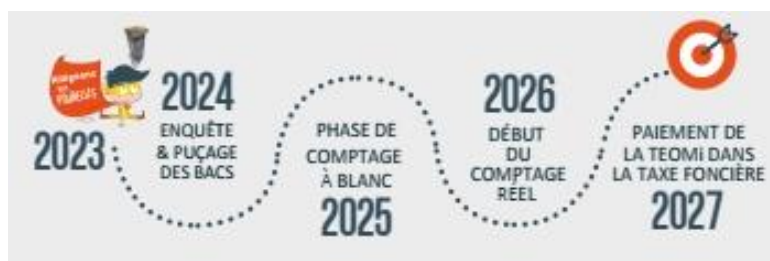 2023
2024
ENQUÊTE
& PUÇAGE
DES BACS
PHASE DE
COMPTAGE
À BLANC
2025
2026
DÉBUT
DU
COMPTAGE
RÉEL
PAIEMENT DE
LA TEOMi DANS
LA TAXE FONCIÈRE
2027